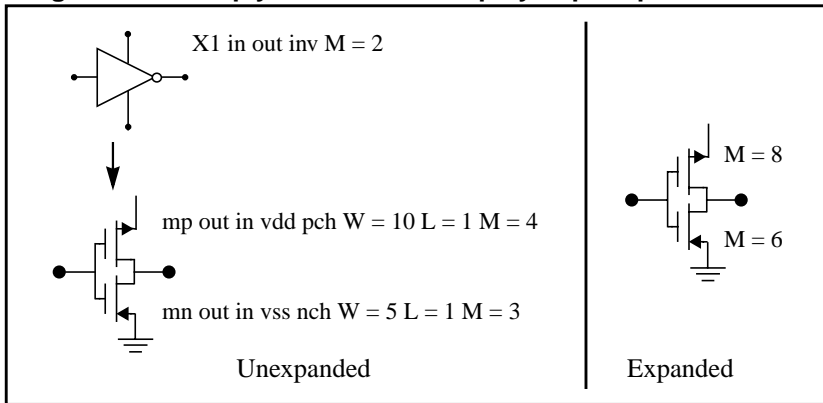 X1 in out inv M = 2
mp out in vdd pch W = 10 L = 1 M = 4
mn out in vss nch W = 5 L = 1 M = 3
Unexpanded
M = 8
M = 6
Expanded